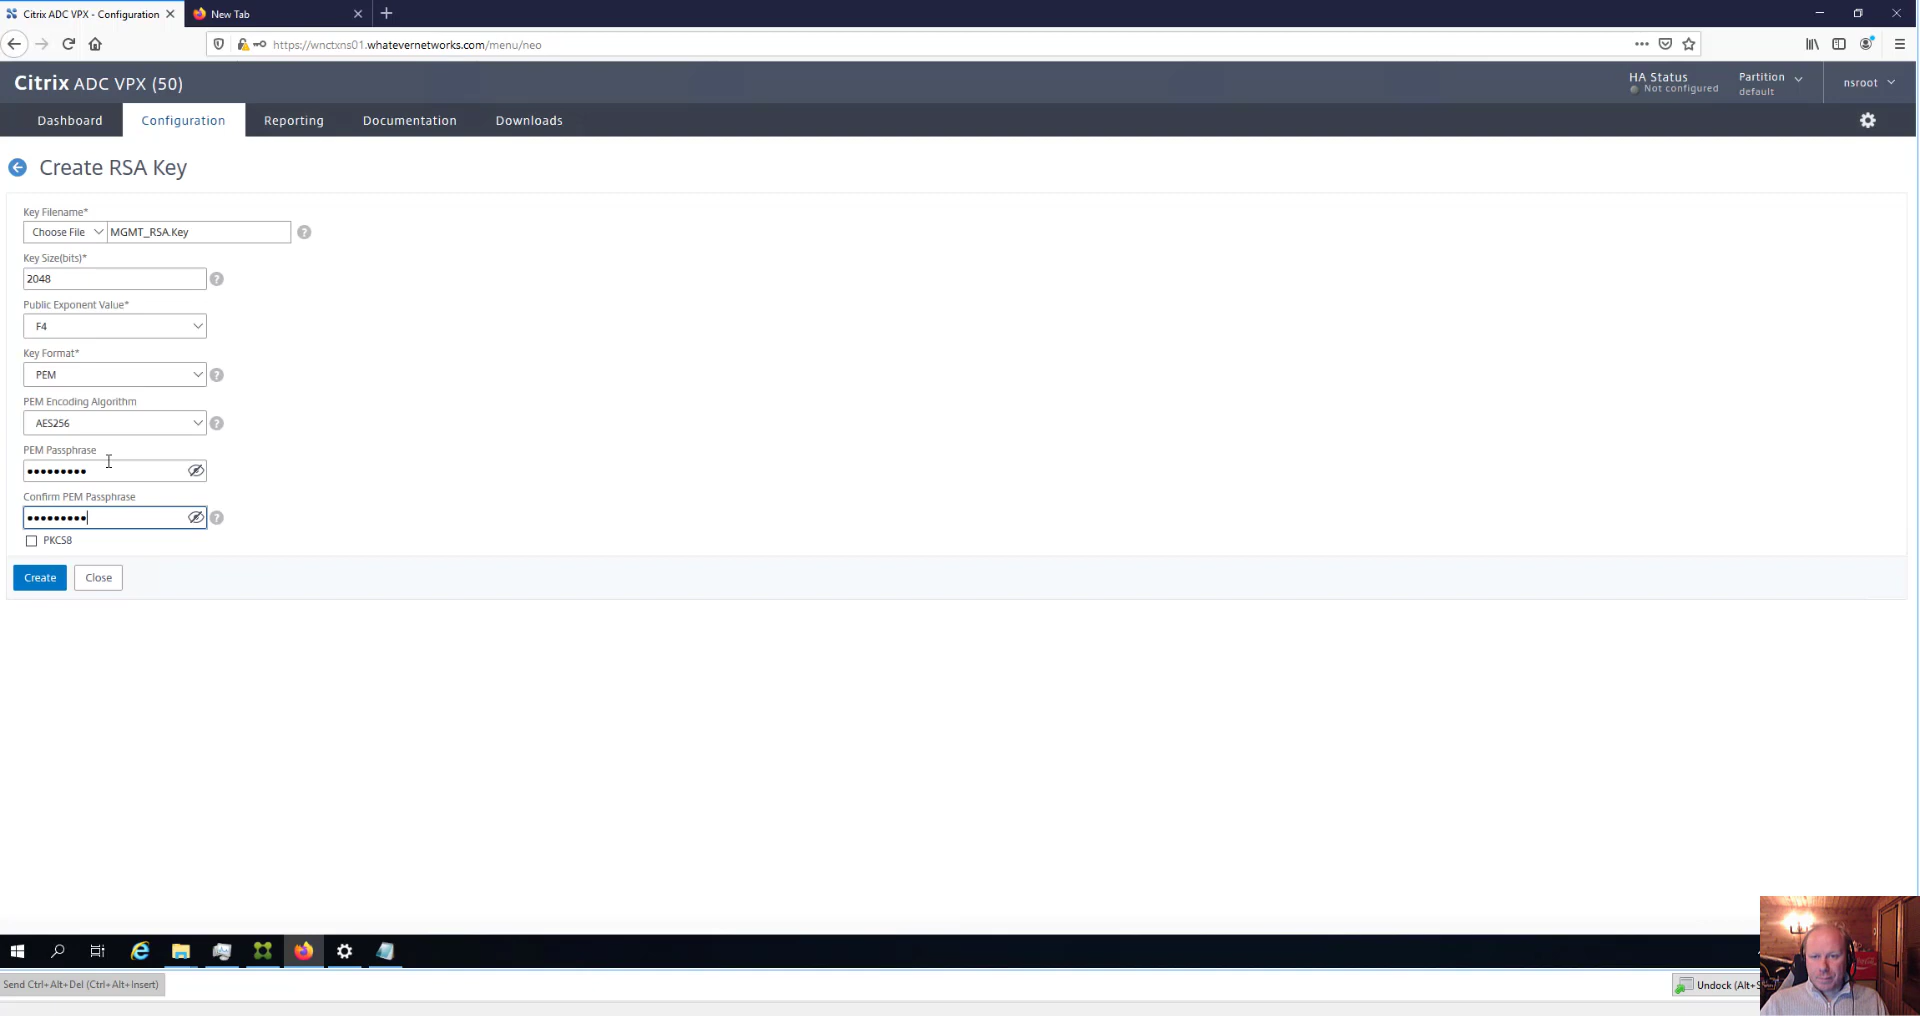 Citrix ADC VPX - Configuration
New Tab
https://wnctxns01.whatevernetworks.com/menu/neo
Citrix ADC VPX (50)
HA Status
Not configured
Partition
default
nsroot
Dashboard
Configuration
Reporting
Documentation
Downloads
Create RSA Key
Key Filename*
Choose File
MGMT_RSA.Key
Key Size(bits)*
2048
Public Exponent Value*
F4
Key Format*
PEM
PEM Encoding Algorithm
AES256
PEM Passphrase
•••••••••
Confirm PEM Passphrase
•••••••••
PKCS8
Create
Close
Send Ctrl+Alt+Del (Ctrl+Alt+Insert)
Undock (Alt+S